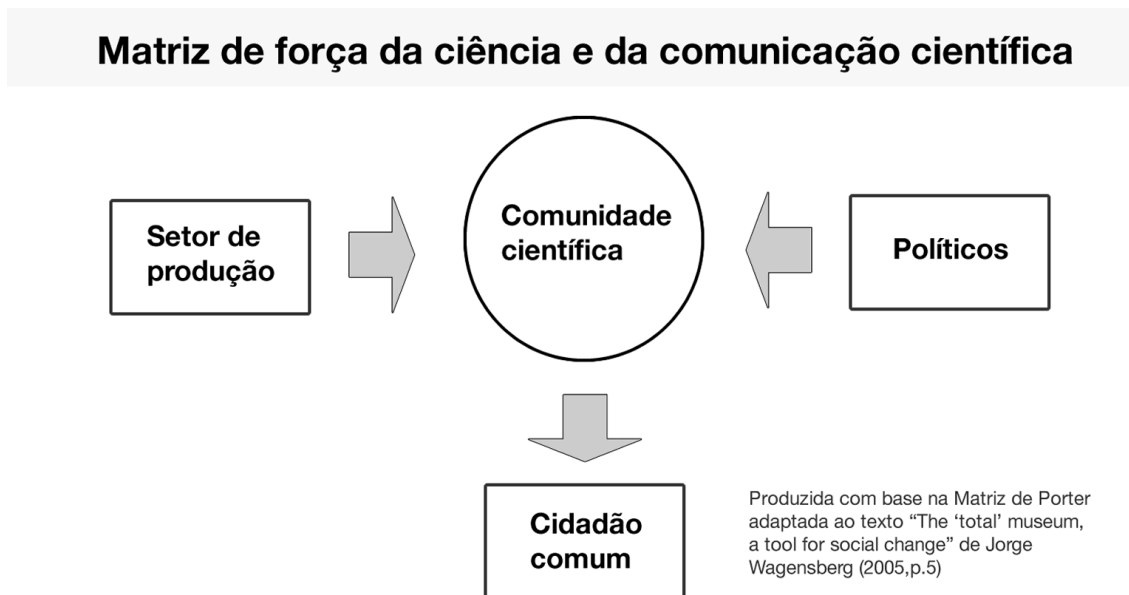 Matriz de força da ciência e da comunicação científica
Setor de
produção
Comunidade
científica
Políticos
Cidadão
comum
Produzida com base na Matriz de Porter
adaptada ao texto “The ‘total’ museum,
a tool for social change” de Jorge
Wagensberg (2005,p.5)